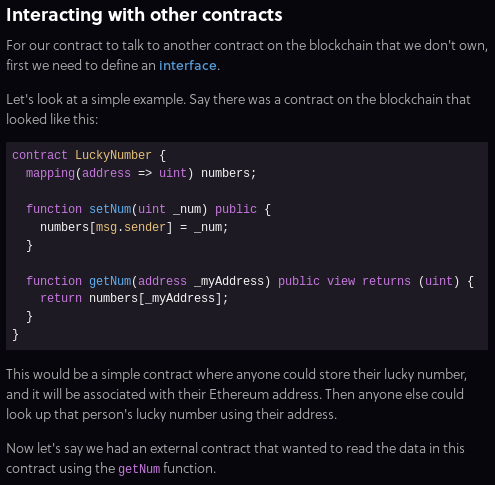 Interacting with other contracts
For our contract to talk to another contract on the blockchain that we don't own,
first we need to define an interface.
Let's look at a simple example. Say there was a contract on the blockchain that
looked like this:
contract LuckyNumber {
  mapping(address => uint) numbers;

  function setNum(uint _num) public {
    numbers[msg.sender] = _num;
  }

  function getNum(address _myAddress) public view returns (uint) {
    return numbers[_myAddress];
  }
}
This would be a simple contract where anyone could store their lucky number,
and it will be associated with their Ethereum address. Then anyone else could
look up that person's lucky number using their address.
Now let's say we had an external contract that wanted to read the data in this
contract using the getNum function.